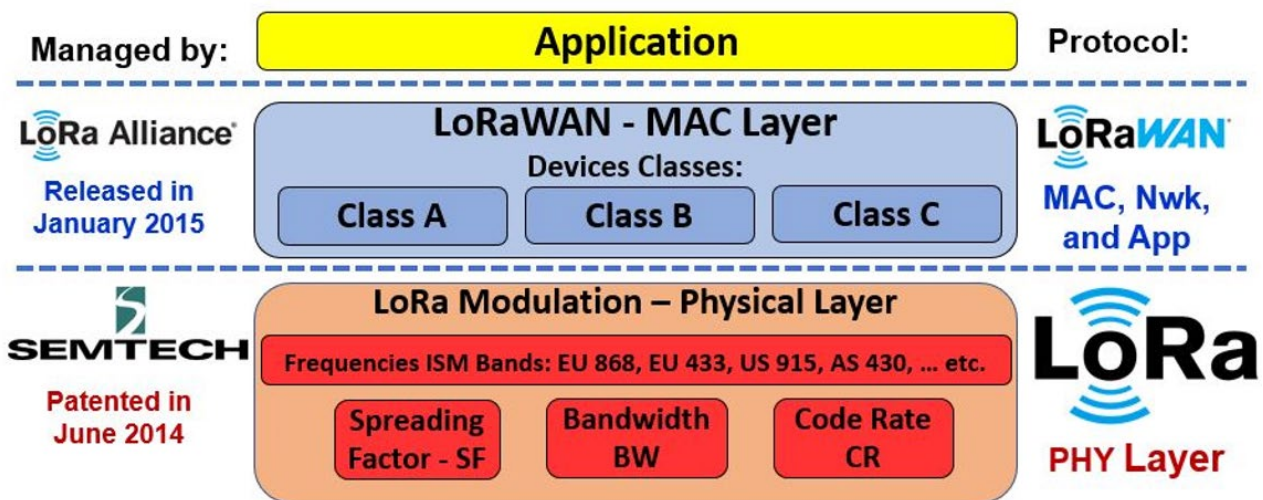 Managed by:
Application
Protocol:
LoRa Alliance®
Released in
January 2015
LoRaWAN - MAC Layer
Devices Classes:
Class A
Class B
Class C
LoRaWAN®
MAC, Nwk,
and App
SEMTECH
Patented in
June 2014
LoRa Modulation – Physical Layer
Frequencies ISM Bands: EU 868, EU 433, US 915, AS 430, ... etc.
Spreading
Factor - SF
Bandwidth
BW
Code Rate
CR
LoRa
PHY Layer